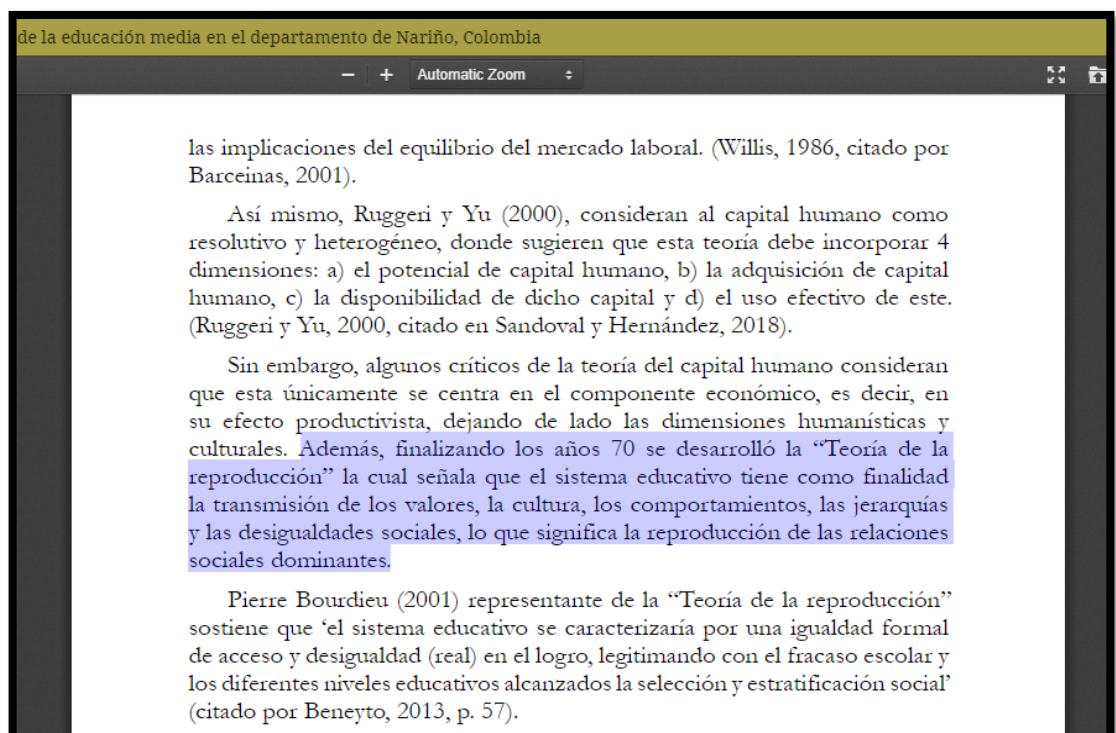 de la educación media en el departamento de Nariño, Colombia
− + Automatic Zoom
las implicaciones del equilibrio del mercado laboral. (Willis, 1986, citado por
Barceinas, 2001).
Así mismo, Ruggeri y Yu (2000), consideran al capital humano como
resolutivo y heterogéneo, donde sugieren que esta teoría debe incorporar 4
dimensiones: a) el potencial de capital humano, b) la adquisición de capital
humano, c) la disponibilidad de dicho capital y d) el uso efectivo de este.
(Ruggeri y Yu, 2000, citado en Sandoval y Hernández, 2018).
Sin embargo, algunos críticos de la teoría del capital humano consideran
que esta únicamente se centra en el componente económico, es decir, en
su efecto productivista, dejando de lado las dimensiones humanísticas y
culturales. Además, finalizando los años 70 se desarrolló la “Teoría de la
reproducción” la cual señala que el sistema educativo tiene como finalidad
la transmisión de los valores, la cultura, los comportamientos, las jerarquías
y las desigualdades sociales, lo que significa la reproducción de las relaciones
sociales dominantes.
Pierre Bourdieu (2001) representante de la “Teoría de la reproducción”
sostiene que ‘el sistema educativo se caracterizaría por una igualdad formal
de acceso y desigualdad (real) en el logro, legitimando con el fracaso escolar y
los diferentes niveles educativos alcanzados la selección y estratificación social’
(citado por Beneyto, 2013, p. 57).